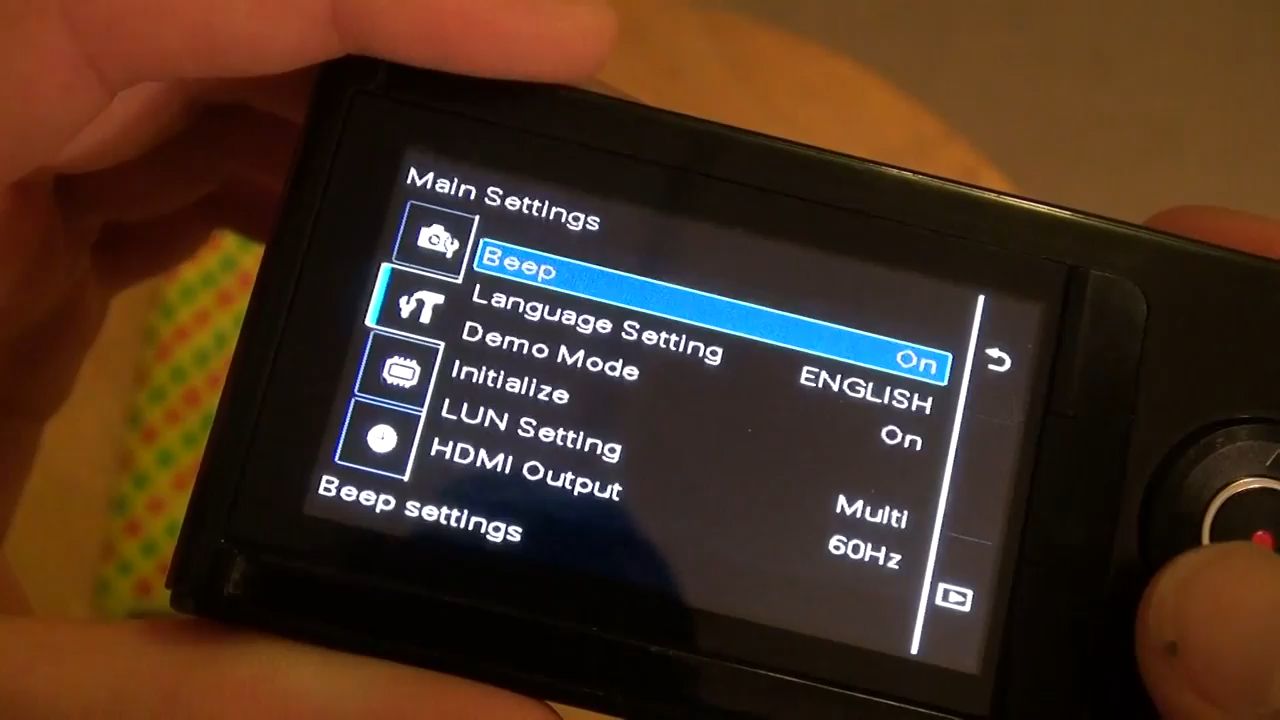 Main Settings
Beep On
Language Setting ENGLISH
Demo Mode On
Initialize
LUN Setting Multi
HDMI Output 60Hz
Beep settings